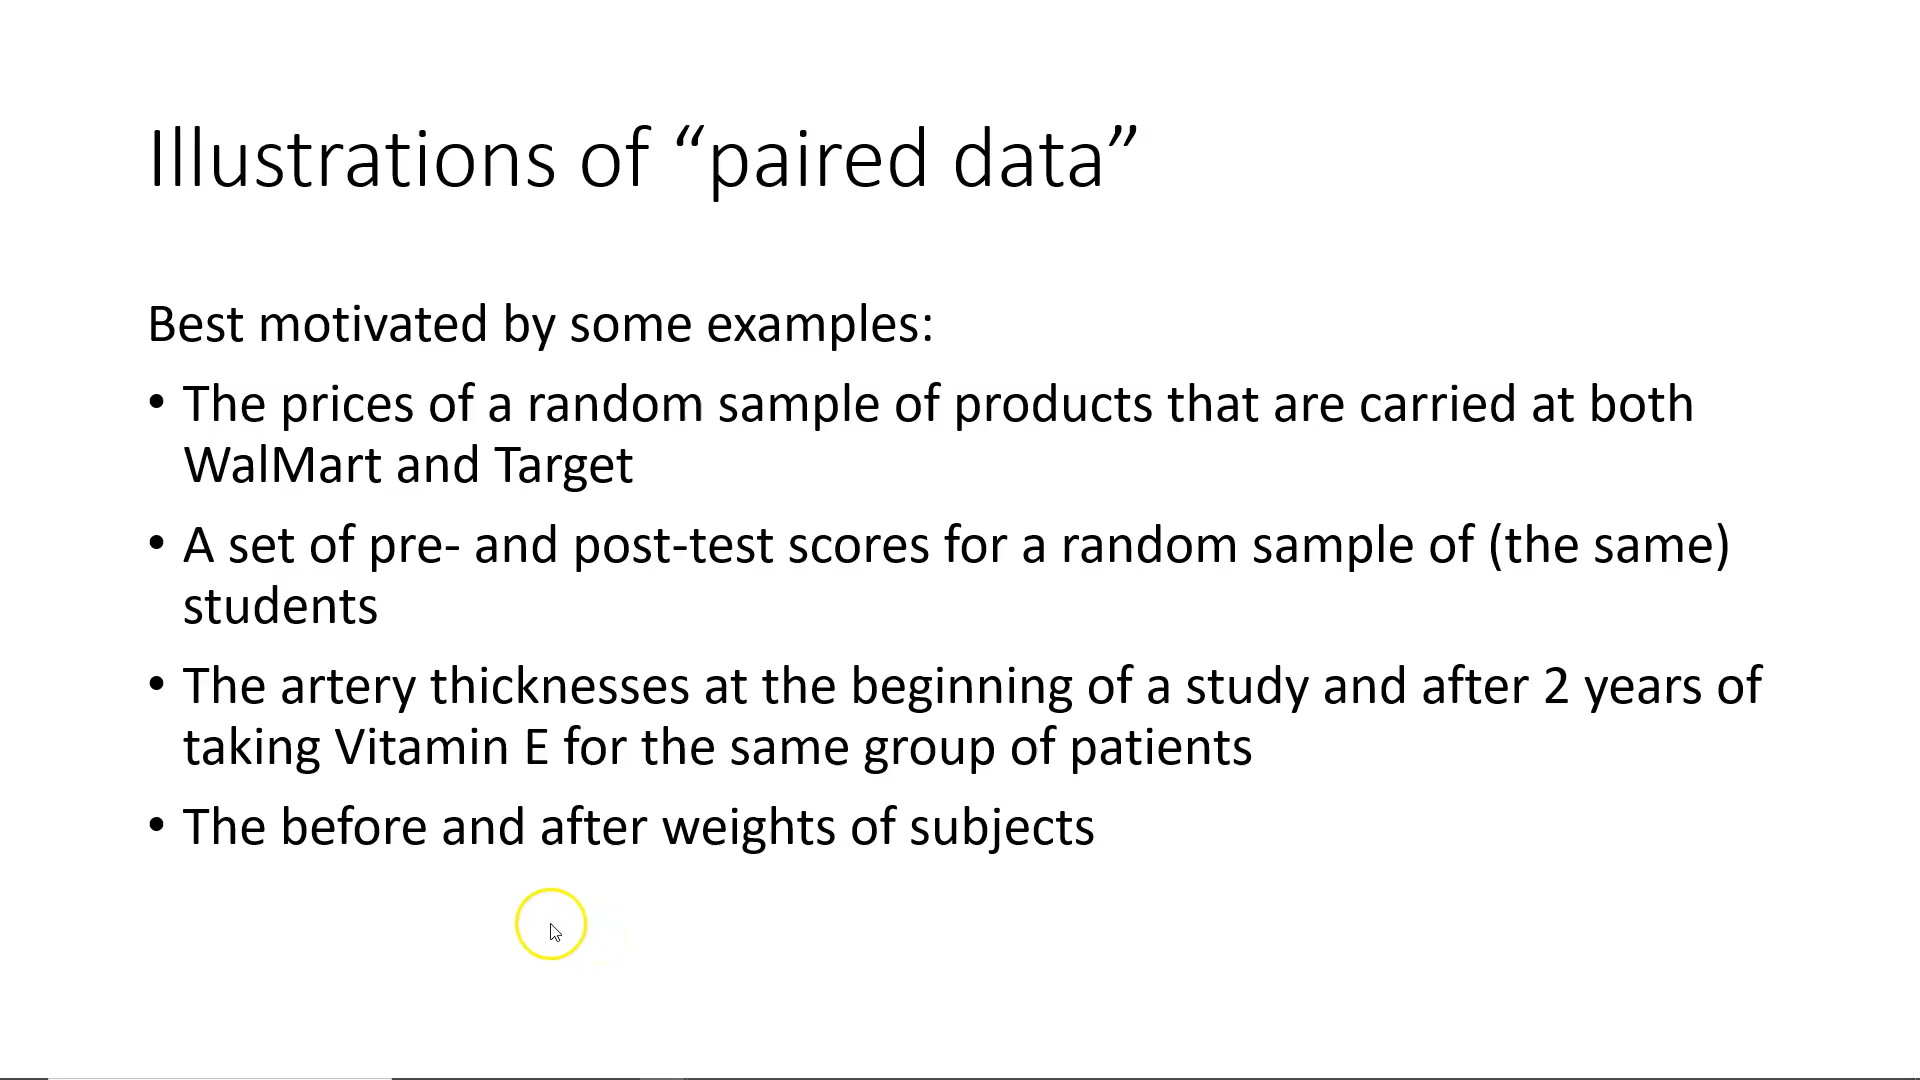 Illustrations of “paired data”
Best motivated by some examples:
• The prices of a random sample of products that are carried at both
WalMart and Target
• A set of pre- and post-test scores for a random sample of (the same)
students
• The artery thicknesses at the beginning of a study and after 2 years of
taking Vitamin E for the same group of patients
• The before and after weights of subjects